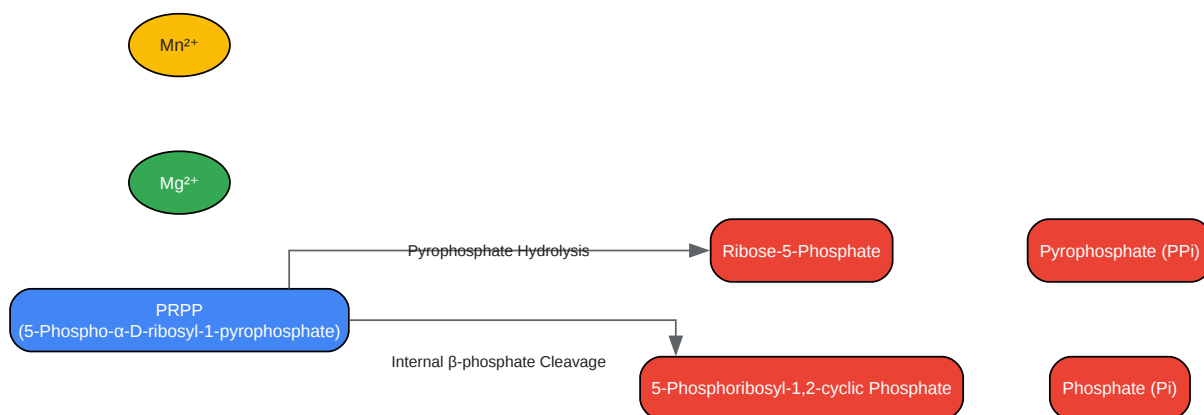 Mn²⁺
Mg²⁺
Pyrophosphate Hydrolysis
Ribose-5-Phosphate
Pyrophosphate (PPi)
PRPP
(5-Phospho-α-D-ribosyl-1-pyrophosphate)
Internal β-phosphate Cleavage
5-Phosphoribosyl-1,2-cyclic Phosphate
Phosphate (Pi)